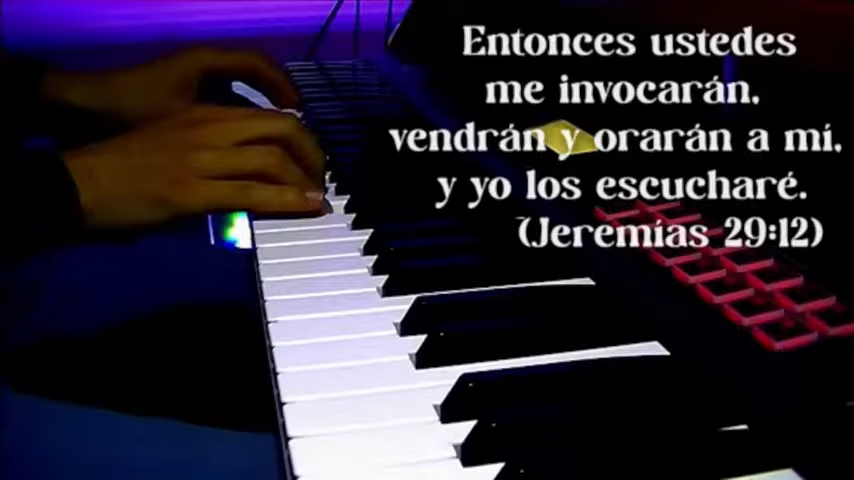 Entonces ustedes
me invocarán,
vendrán y orarán a mí,
y yo los escucharé.
(Jeremías 29:12)